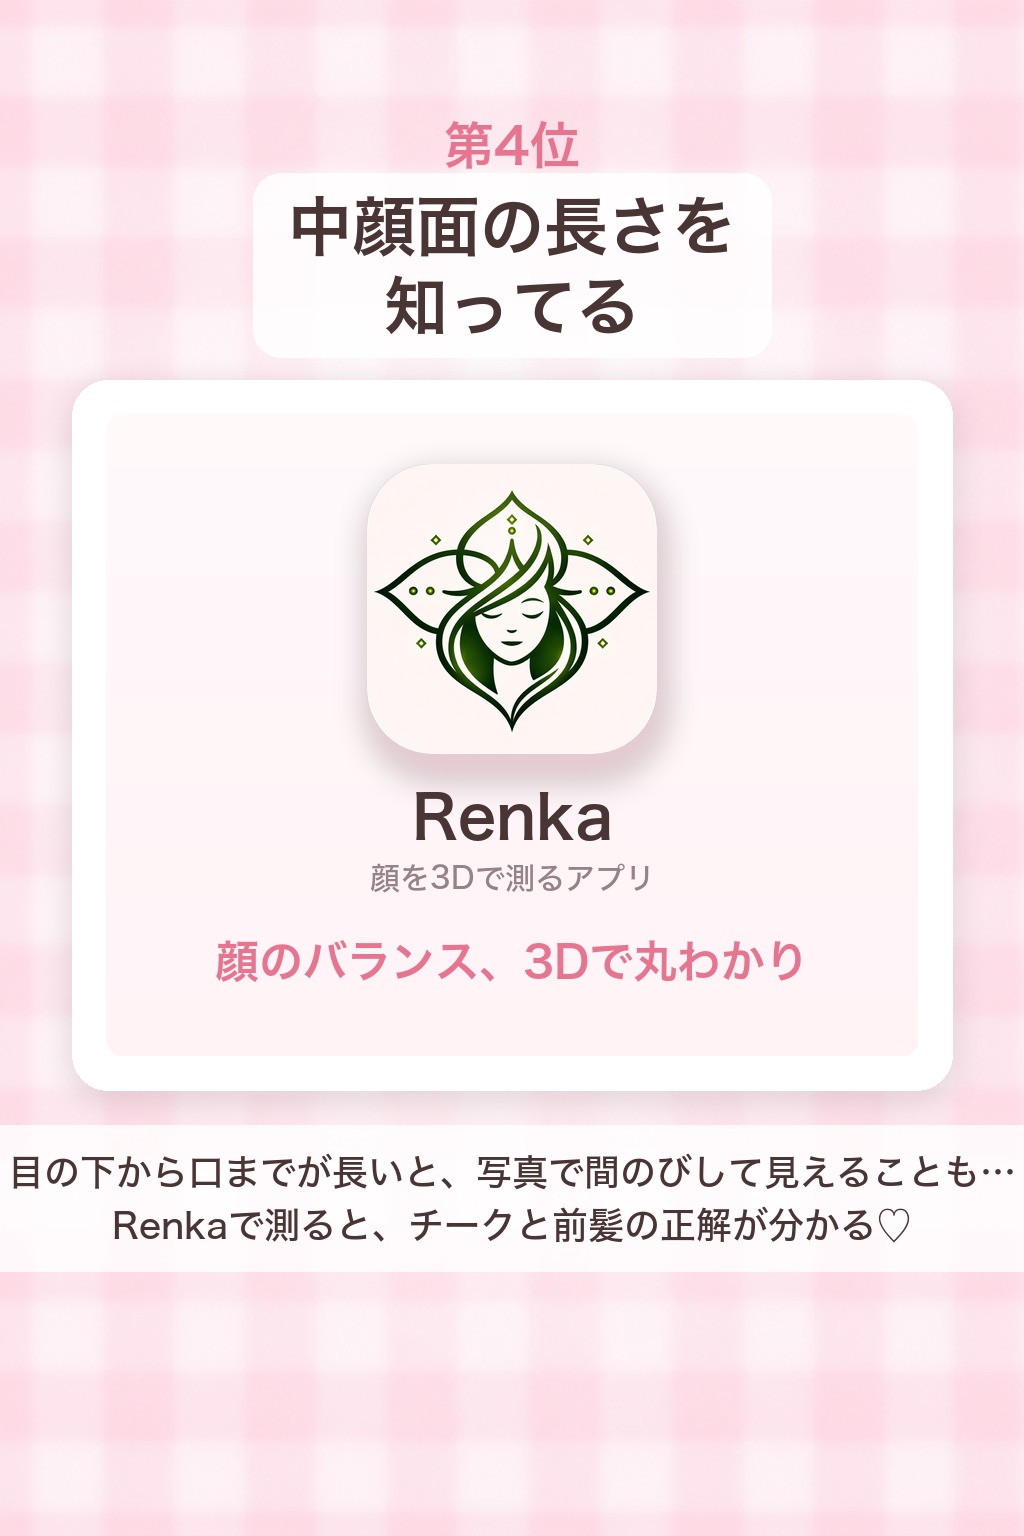 第4位
中顔面の長さを
知ってる
Renka
顔を3Dで測るアプリ
顔のバランス、3Dで丸わかり
目の下から口までが長いと、写真で間のびして見えることも…
Renkaで測ると、チークと前髪の正解が分かる♡